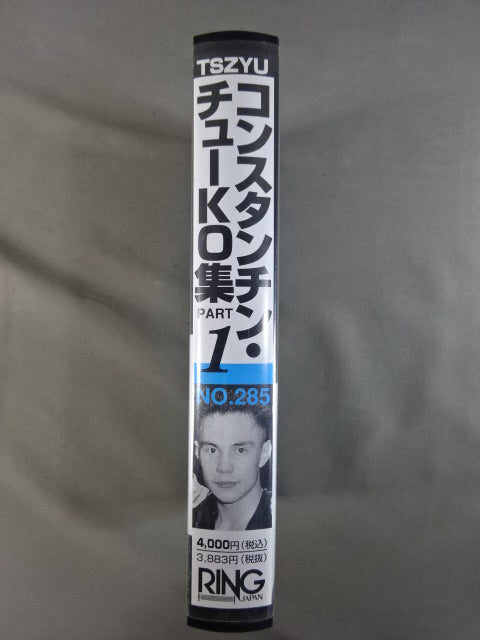 TSZYU
コンスタンチン・
チューKO集
PART
1
NO.285
4,000円(税込)
3,883円(税抜)
RING
JAPAN